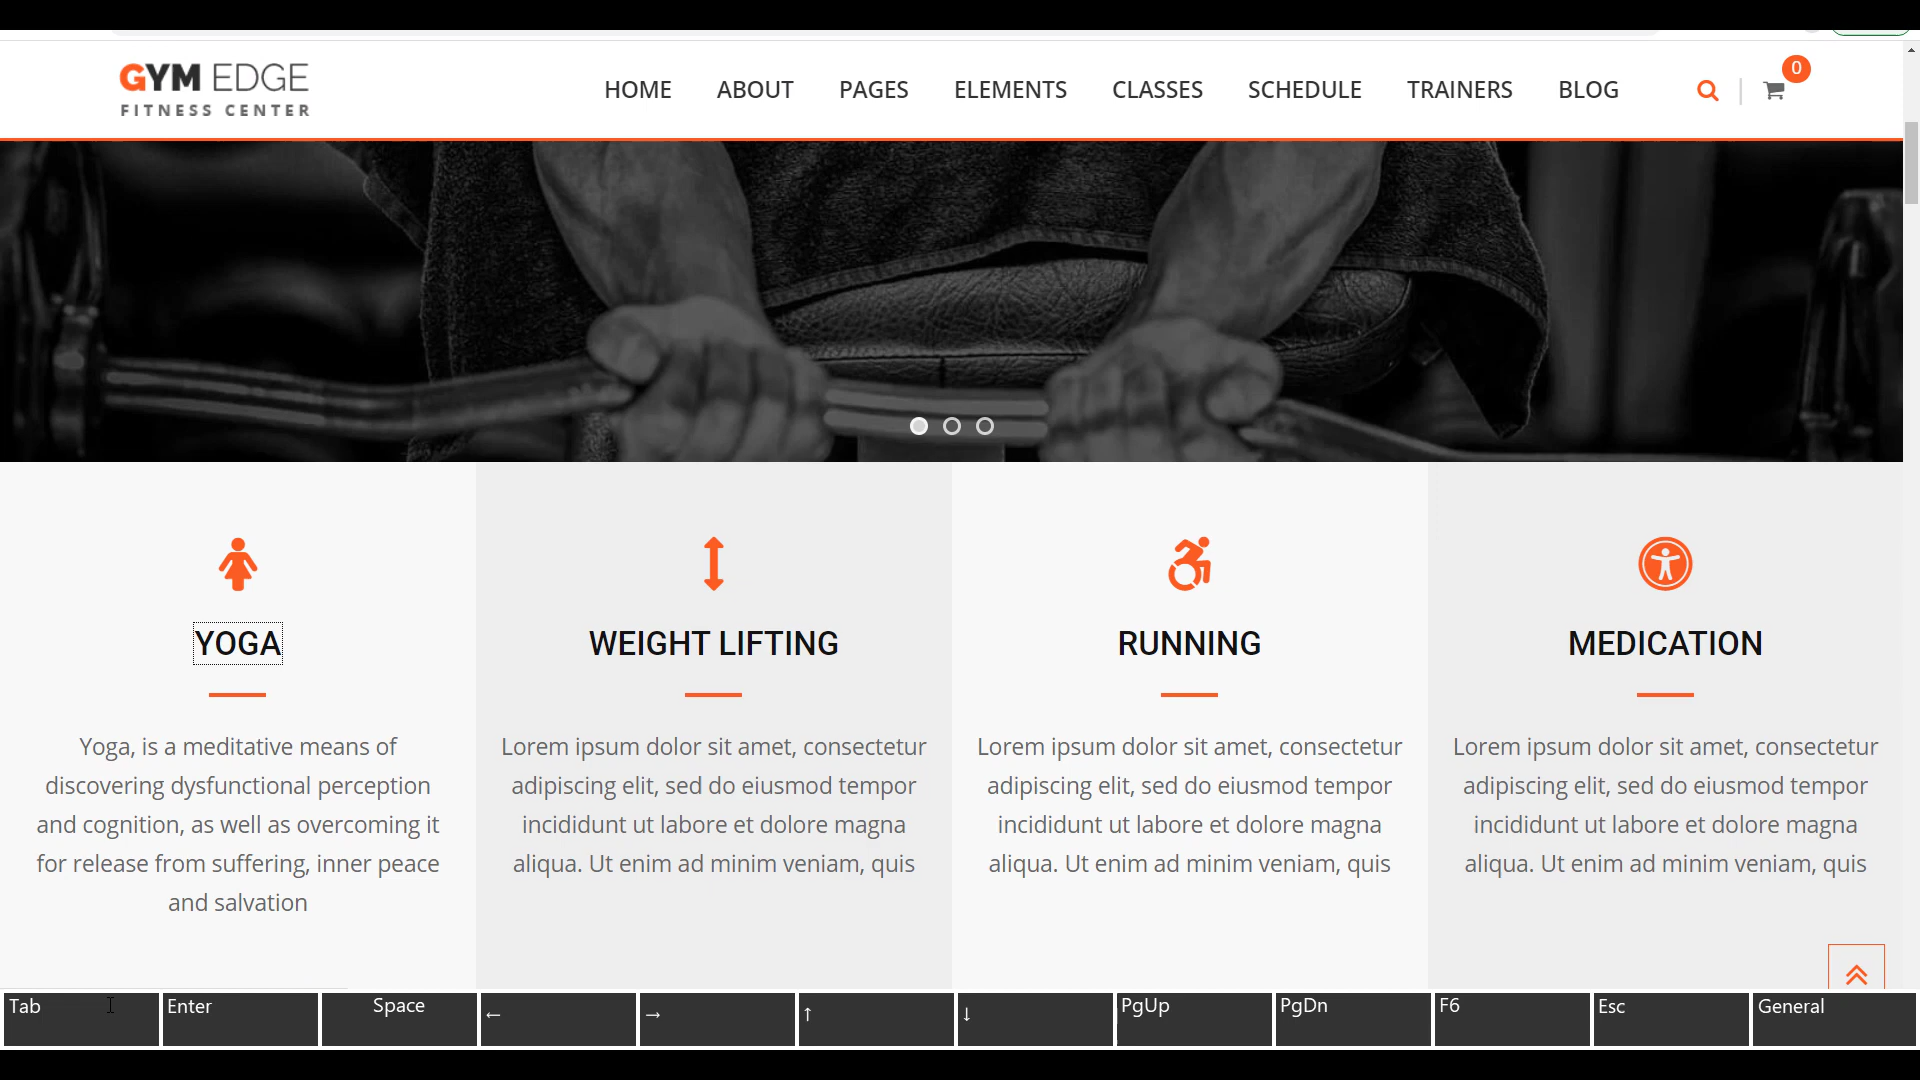 GYM EDGE
FITNESS CENTER
HOME ABOUT PAGES ELEMENTS CLASSES SCHEDULE TRAINERS BLOG
0
YOGA
Yoga, is a meditative means of
discovering dysfunctional perception
and cognition, as well as overcoming it
for release from suffering, inner peace
and salvation
WEIGHT LIFTING
Lorem ipsum dolor sit amet, consectetur
adipiscing elit, sed do eiusmod tempor
incididunt ut labore et dolore magna
aliqua. Ut enim ad minim veniam, quis
RUNNING
Lorem ipsum dolor sit amet, consectetur
adipiscing elit, sed do eiusmod tempor
incididunt ut labore et dolore magna
aliqua. Ut enim ad minim veniam, quis
MEDICATION
Lorem ipsum dolor sit amet, consectetur
adipiscing elit, sed do eiusmod tempor
incididunt ut labore et dolore magna
aliqua. Ut enim ad minim veniam, quis
Tab Enter Space ← → ↑ ↓ PgUp PgDn F6 Esc General